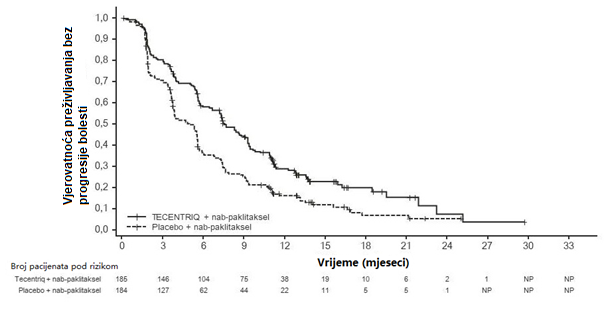 Vjerovatnoća preživljavanja bez
progresije bolesti
1,0
0,9
0,8
0,7
0,6
0,5
0,4
0,3
0,2
0,1
0,0
TECENTRIQ + nab-paklitaksel
Placebo + nab-paklitaksel
0 3 6 9 12 15 18 21 24 27 30 33
Vrijeme (mjeseci)
Broj pacijenata pod rizikom
Tecentriq + nab-paklitaksel 185 146 104 75 38 19 10 6 2 1 NP NP
Placebo + nab-paklitaksel 184 127 62 44 22 11 5 5 1 NP NP NP